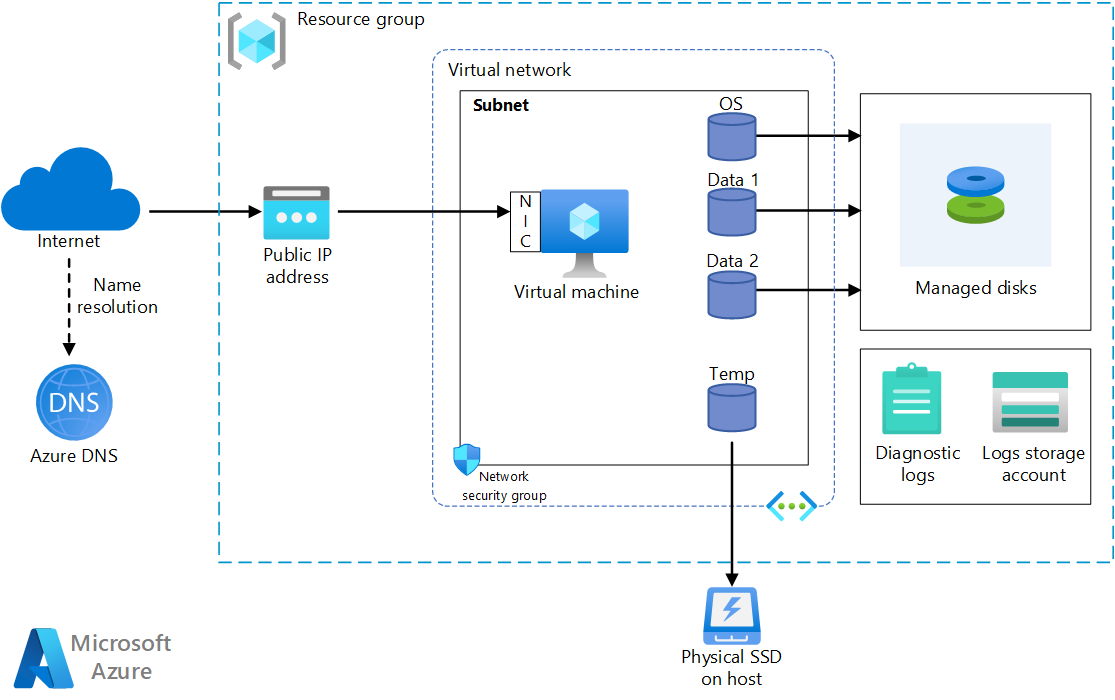 Resource group
Virtual network
Subnet
OS
Data 1
Data 2
Temp
N
I
C
Virtual machine
Network
security group
Internet
Public IP
address
Name
resolution
DNS
Azure DNS
Managed disks
Diagnostic
logs
Logs storage
account
Physical SSD
on host
Microsoft
Azure